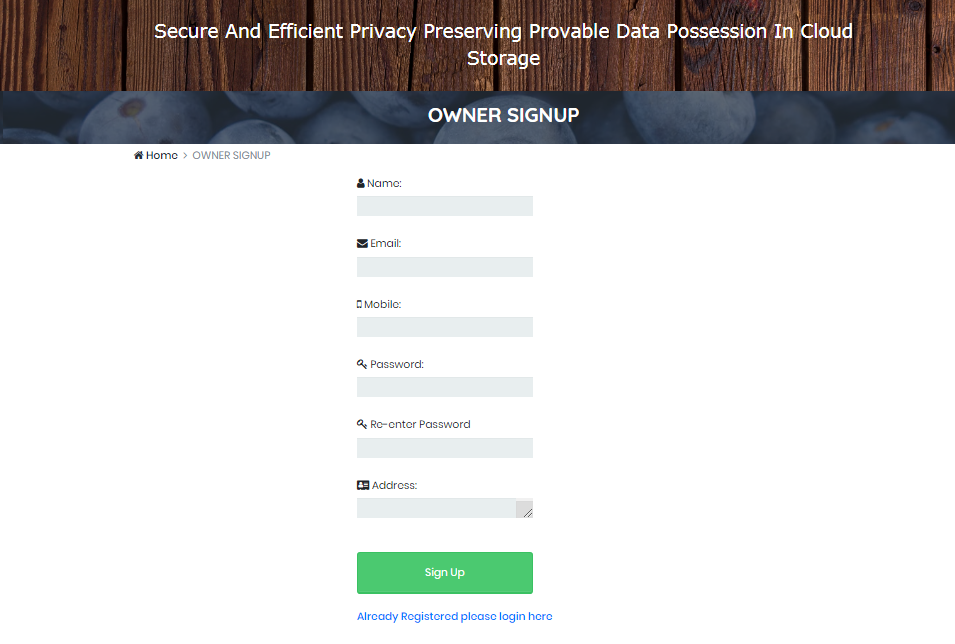 Secure And Efficient Privacy Preserving Provable Data Possession In Cloud
Storage
OWNER SIGNUP
Home > OWNER SIGNUP
Name:
Email:
Mobile:
Password:
Re-enter Password
Address:
Sign Up
Already Registered please login here